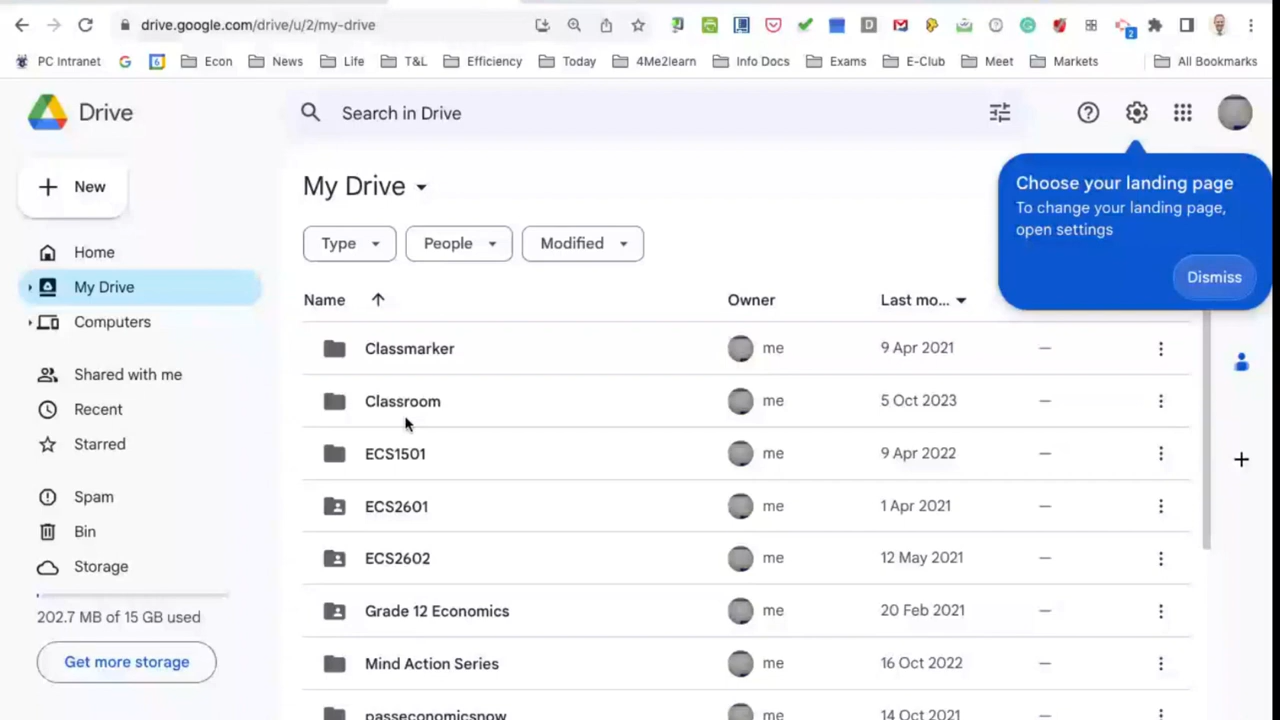 drive.google.com/drive/u/2/my-drive
2
PC Intranet
6
Econ
News
Life
T&L
Efficiency
Today
4Me2learn
Info Docs
Exams
E-Club
Meet
Markets
All Bookmarks
Drive
Search in Drive
New
Home
My Drive
Computers
Shared with me
Recent
Starred
Spam
Bin
Storage
202.7 MB of 15 GB used
Get more storage
My Drive
Type
People
Modified
Choose your landing page
To change your landing page,
open settings
Dismiss
Name Owner Last mo...
Classmarker me 9 Apr 2021 —
Classroom me 5 Oct 2023 —
ECS1501 me 9 Apr 2022 —
ECS2601 me 1 Apr 2021 —
ECS2602 me 12 May 2021 —
Grade 12 Economics me 20 Feb 2021 —
Mind Action Series me 16 Oct 2022 —
passeconomicsnow me 14 Oct 2021 —